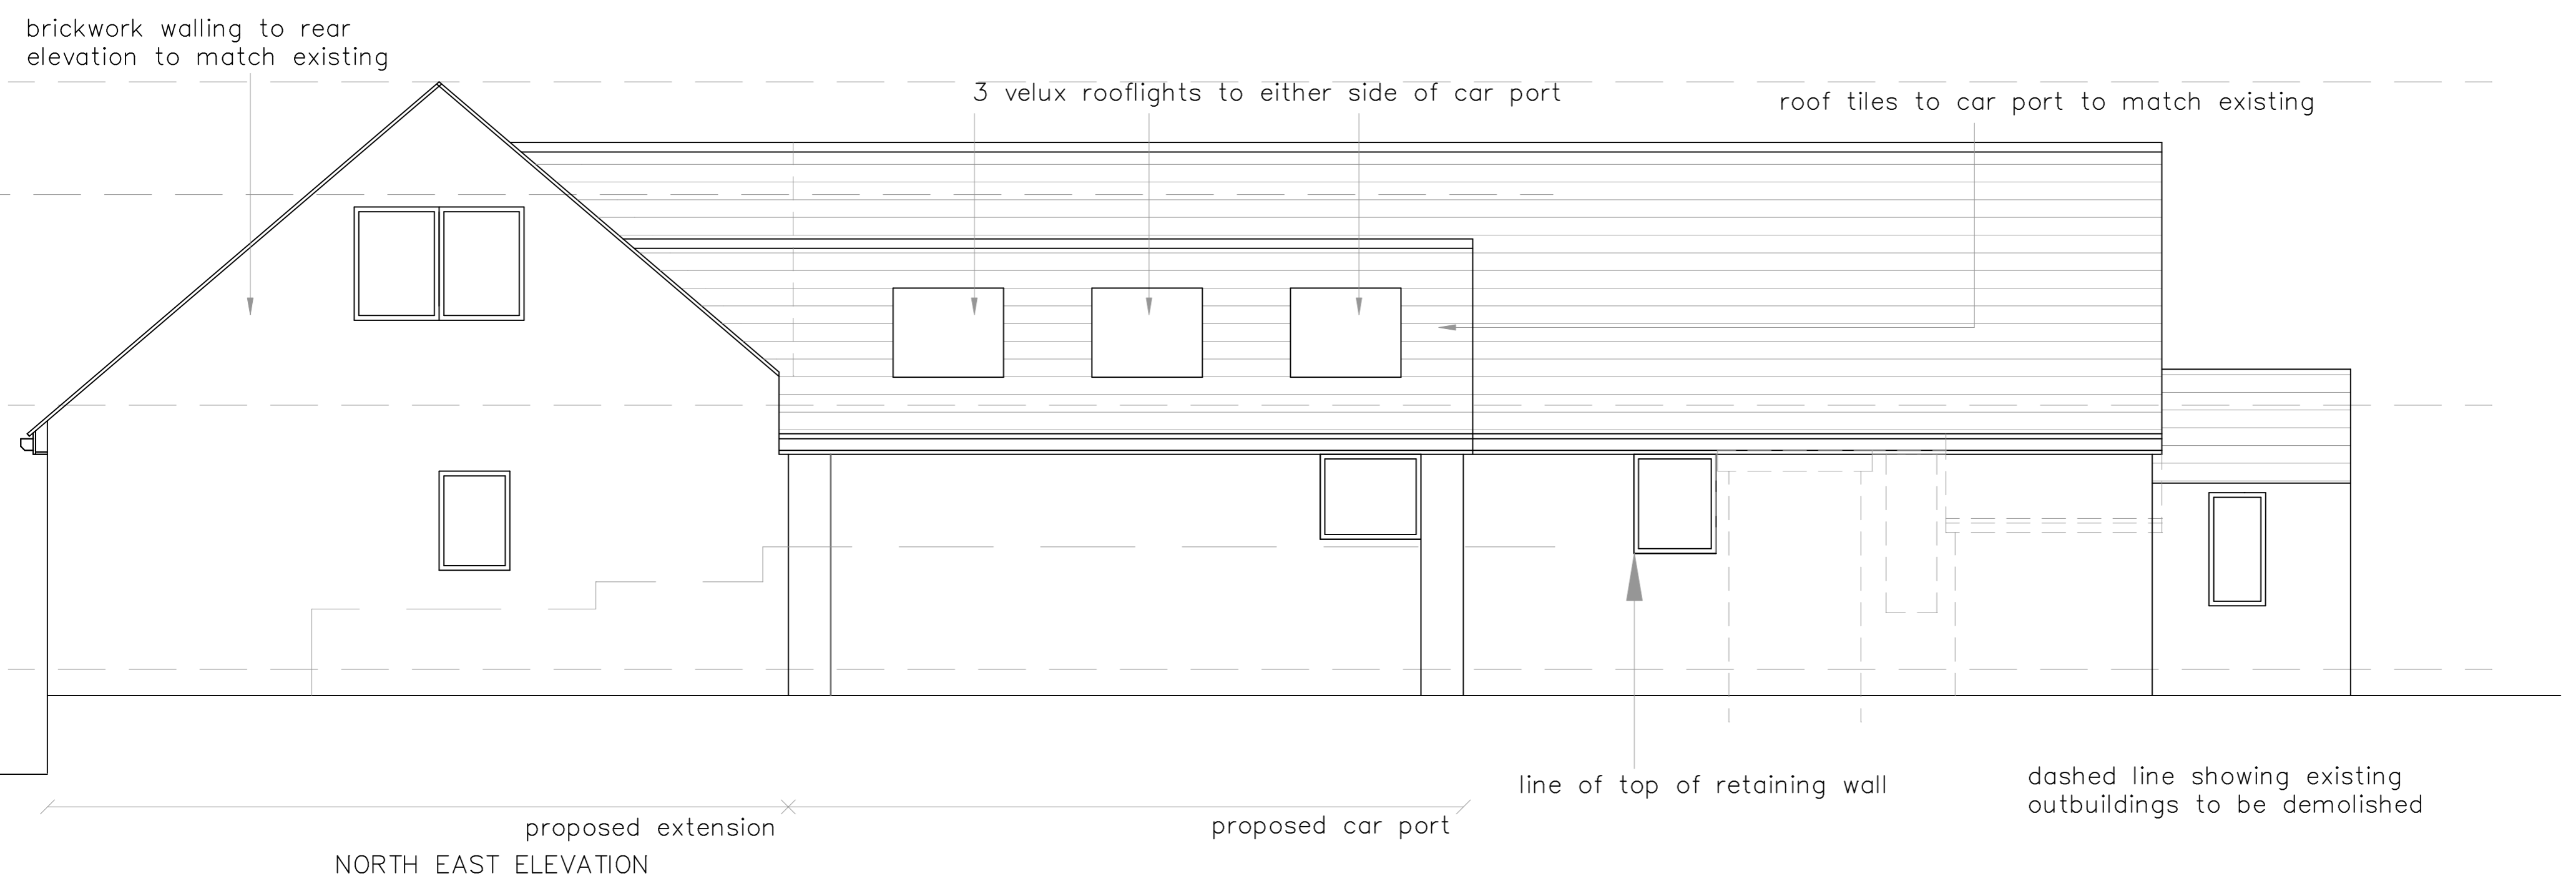 brickwork walling to rear
elevation to match existing
3 velux rooflights to either side of car port
roof tiles to car port to match existing
line of top of retaining wall
dashed line showing existing
outbuildings to be demolished
proposed extension
proposed car port
NORTH EAST ELEVATION